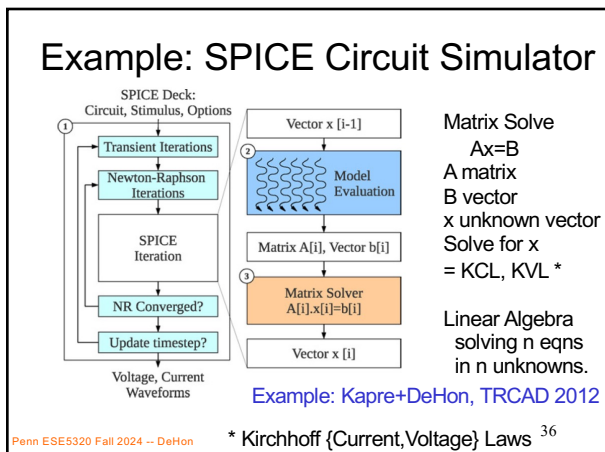 Example: SPICE Circuit Simulator
SPICE Deck:
Circuit, Stimulus, Options
1
Transient Iterations
Newton-Raphson
Iterations
SPICE
Iteration
NR Converged?
Update timestep?
Voltage, Current
Waveforms
Vector x [i-1]
2
Model
Evaluation
Matrix A[i], Vector b[i]
3
Matrix Solver
A[i].x[i]=b[i]
Vector x [i]
Matrix Solve
Ax=B
A matrix
B vector
x unknown vector
Solve for x
= KCL, KVL *
Linear Algebra
solving n eqns
in n unknowns.
Example: Kapre+DeHon, TRCAD 2012
Penn ESE5320 Fall 2024 -- DeHon
* Kirchhoff {Current,Voltage} Laws 36